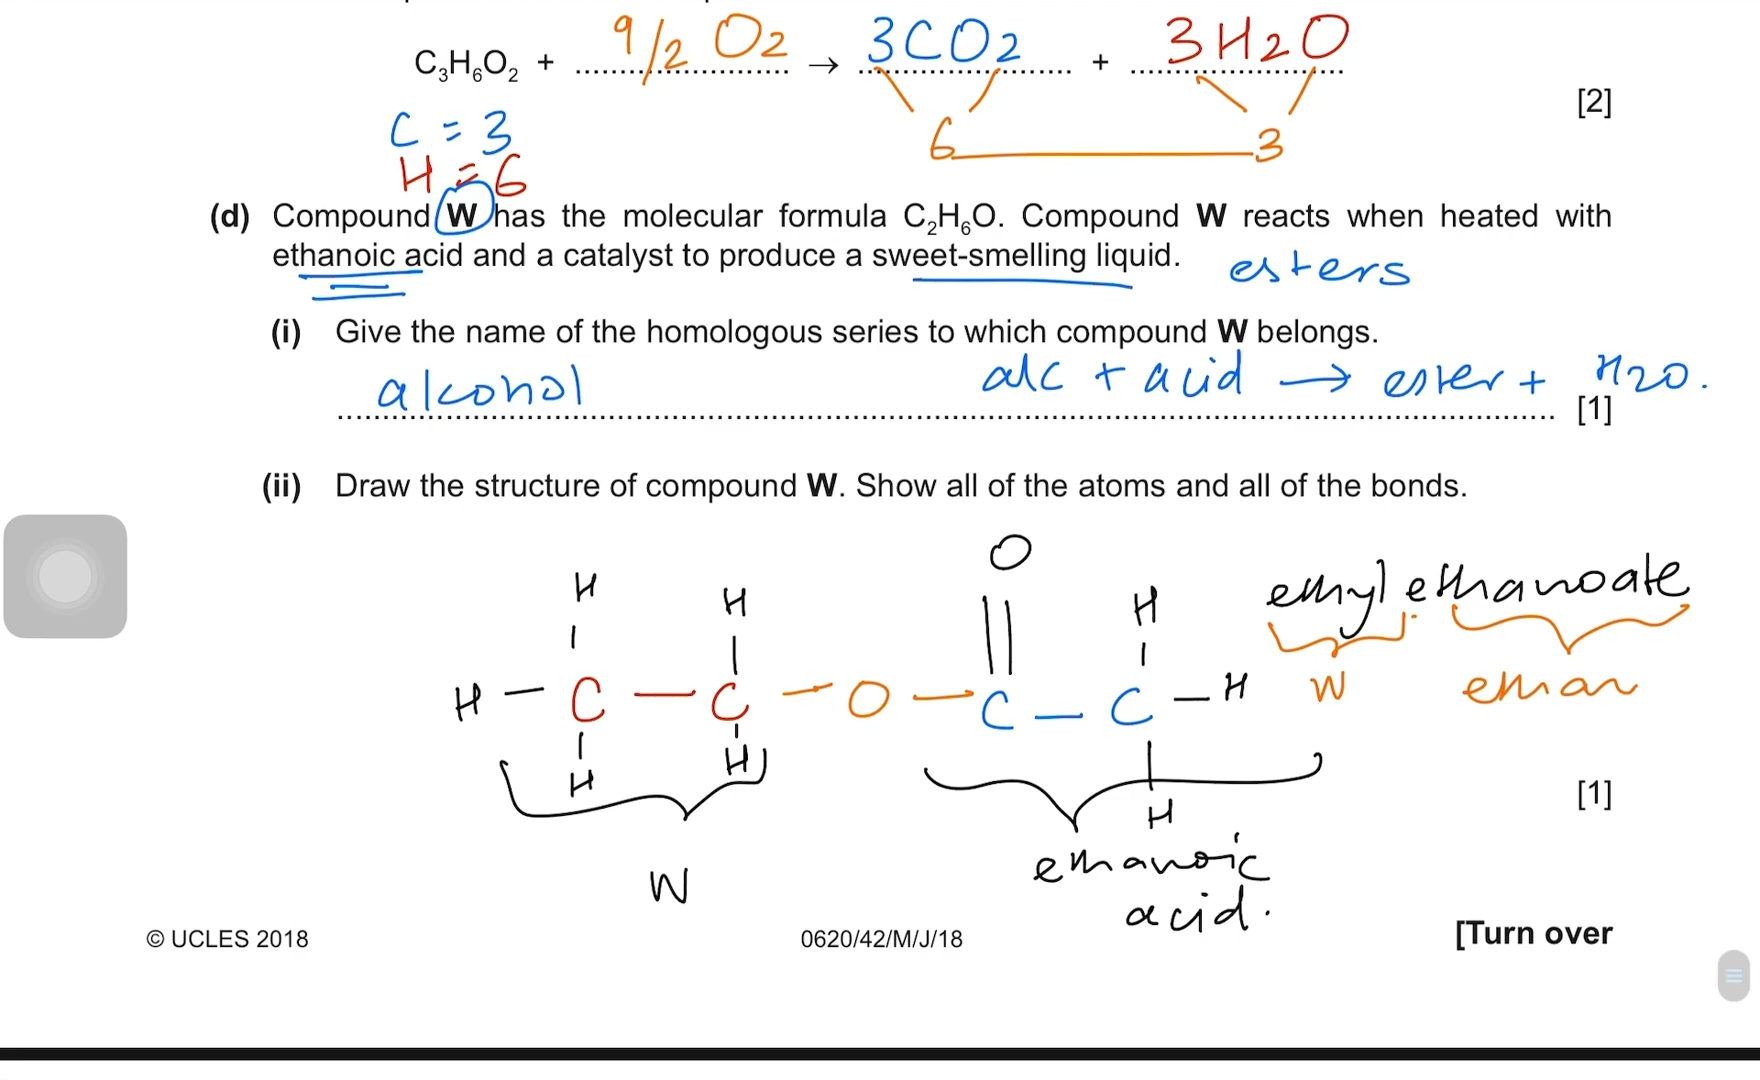 C₃H₆O₂ + 9/2 O2 → 3CO2 + 3H2O
[2]
C = 3
6 3
H = 6
(d) Compound W has the molecular formula C₂H₆O. Compound W reacts when heated with
ethanoic acid and a catalyst to produce a sweet-smelling liquid. esters
(i) Give the name of the homologous series to which compound W belongs.
alcohol alc + acid → ester + H2O.
[1]
(ii) Draw the structure of compound W. Show all of the atoms and all of the bonds.
O
H H H ethyl ethanoate
H – C – C – O – C – C – H W ethan
H H
H
[1]
W ethanoic
acid.
© UCLES 2018 0620/42/M/J/18 [Turn over